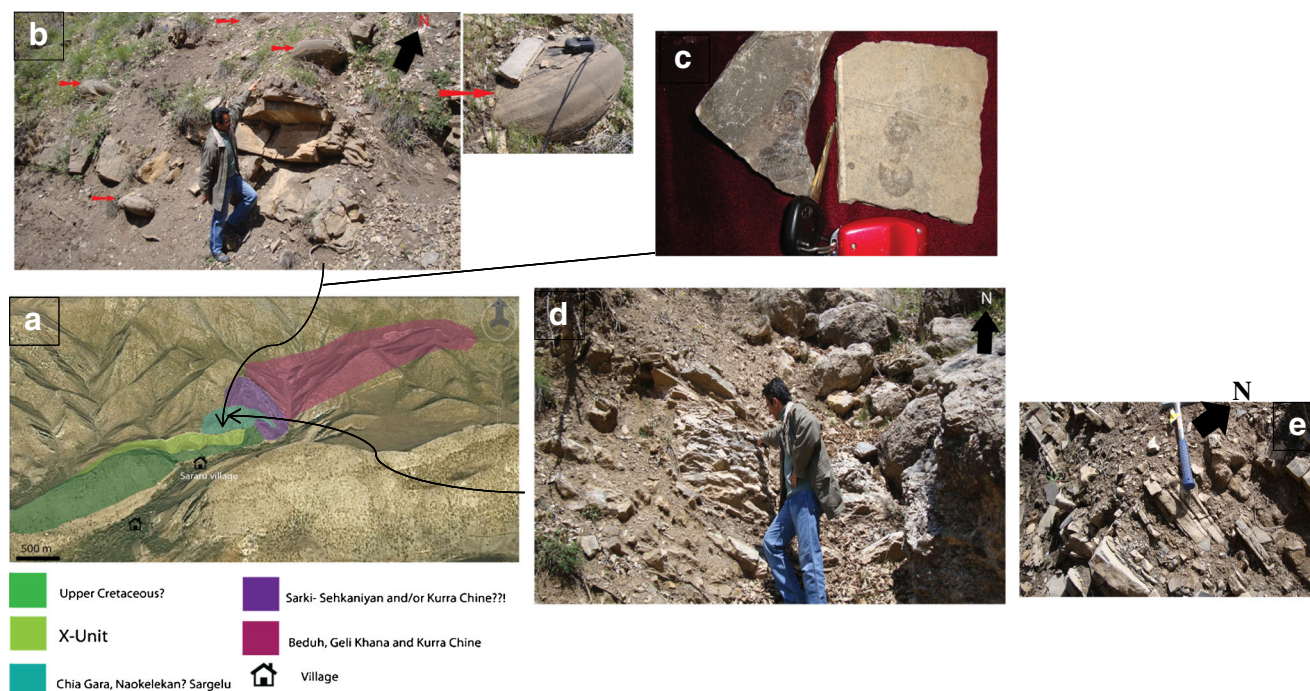 b
N
c
a
Sararu village
500 m
d
N
N
e
Upper Cretaceous?
X-Unit
Chia Gara, Naokelekan? Sargelu
Sarki- Sehkaniyan and/or Kurra Chine??!
Beduh, Geli Khana and Kurra Chine
Village